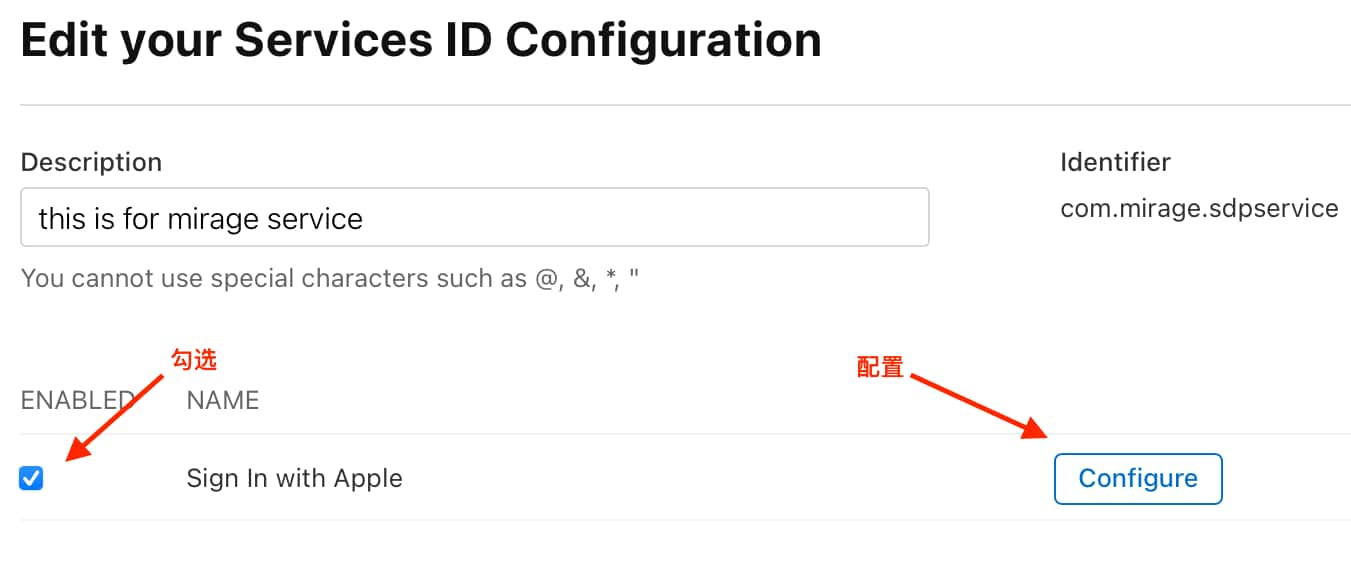 Edit your Services ID Configuration
Description
Identifier
this is for mirage service
com.mirage.sdpservice
You cannot use special characters such as @, &, *, "
勾选
配置
ENABLED
NAME
Sign In with Apple
Configure